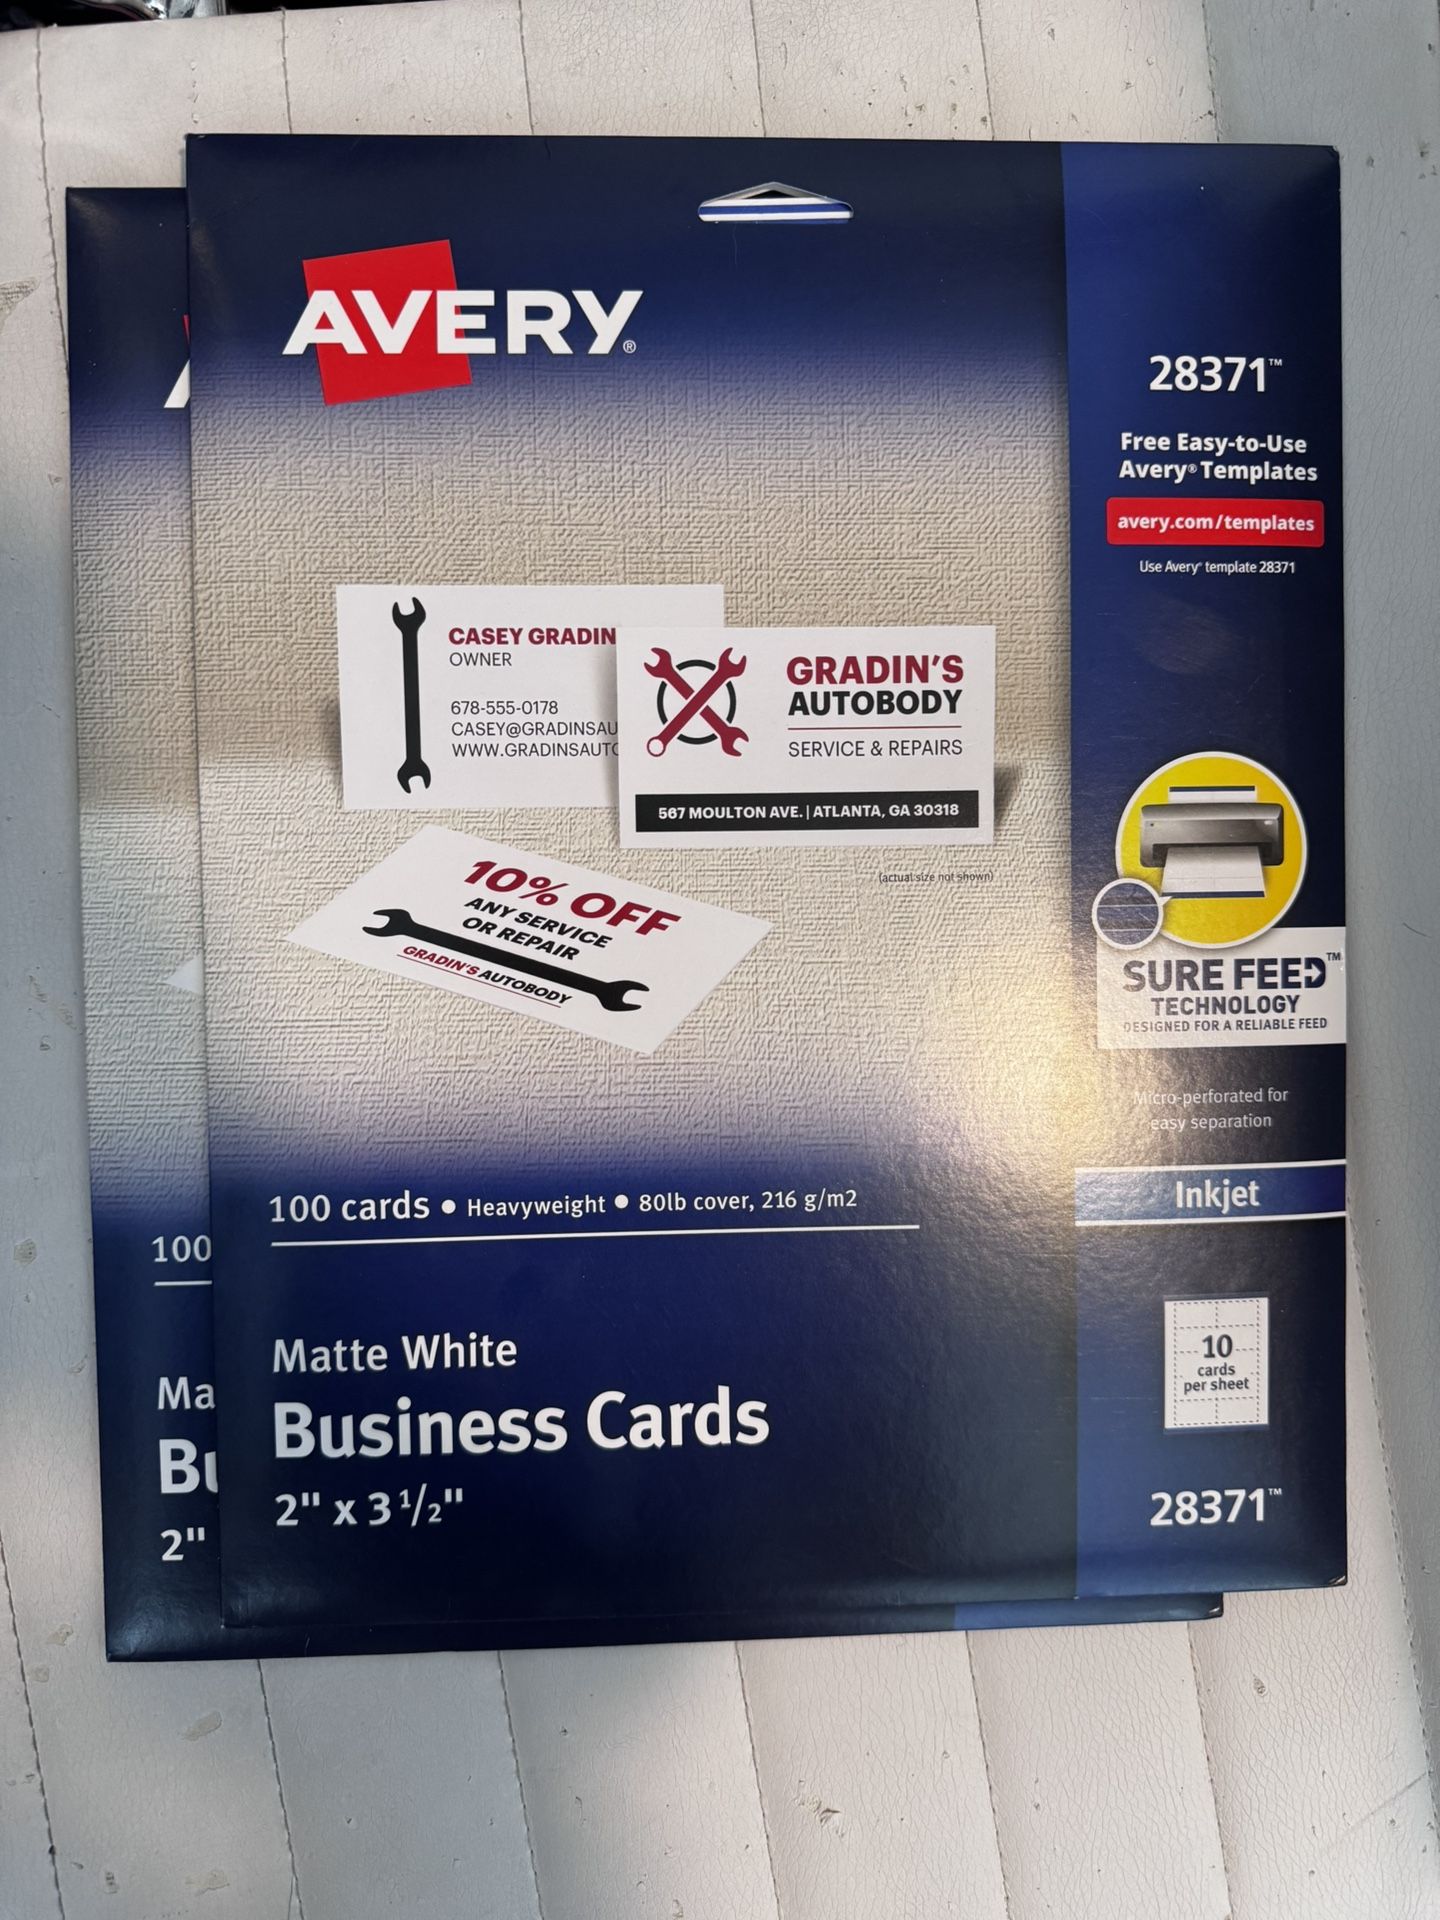 AVERY®
28371™
Free Easy-to-Use
Avery® Templates
avery.com/templates
Use Avery® template 28371
CASEY GRADIN
OWNER
678-555-0178
CASEY@GRADINSAU
WWW.GRADINSAUTO
GRADIN'S
AUTOBODY
SERVICE & REPAIRS
567 MOULTON AVE. | ATLANTA, GA 30318
(actual size not shown)
10% OFF
ANY SERVICE
OR REPAIR
GRADIN'S AUTOBODY
SURE FEED™
TECHNOLOGY
DESIGNED FOR A RELIABLE FEED
Micro-perforated for
easy separation
Inkjet
100 cards • Heavyweight • 80lb cover, 216 g/m2
Matte White
Business Cards
2" x 3 1/2"
10
cards
per sheet
28371™
100
Ma
Bu
2"